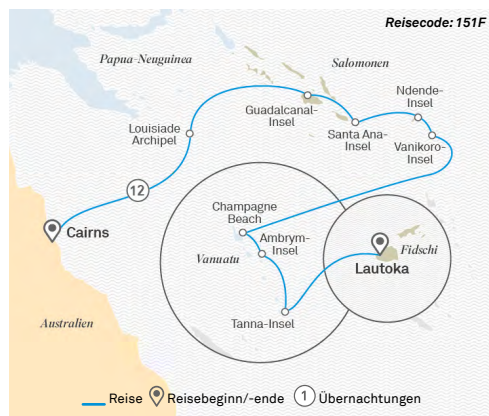 Reisecode: 151F
Papua-Neuguinea
Salomonen
Ndende-
Insel
Guadalcanal-
Insel
Louisiade
Archipel
Santa Ana-
Insel
Vanikoro-
Insel
12
Champagne
Beach
Cairns
Ambrym-
Insel
Vanuatu
Fidschi
Lautoka
Tanna-Insel
Australien
Reise Reisebeginn/-ende 1 Übernachtungen